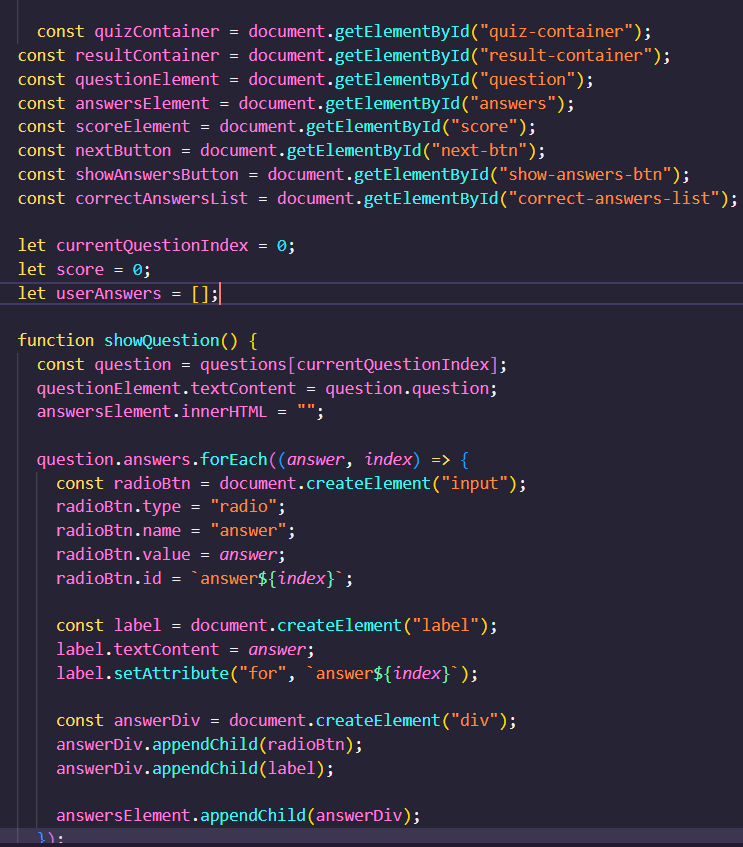 const quizContainer = document.getElementById("quiz-container");
const resultContainer = document.getElementById("result-container");
const questionElement = document.getElementById("question");
const answersElement = document.getElementById("answers");
const scoreElement = document.getElementById("score");
const nextButton = document.getElementById("next-btn");
const showAnswersButton = document.getElementById("show-answers-btn");
const correctAnswersList = document.getElementById("correct-answers-list");
let currentQuestionIndex = 0;
let score = 0;
let userAnswers = [];
function showQuestion() {
const question = questions[currentQuestionIndex];
questionElement.textContent = question.question;
answersElement.innerHTML = "";
question.answers.forEach((answer, index) => {
const radioBtn = document.createElement("input");
radioBtn.type = "radio";
radioBtn.name = "answer";
radioBtn.value = answer;
radioBtn.id = `answer${index}`;
const label = document.createElement("label");
label.textContent = answer;
label.setAttribute("for", `answer${index}`);
const answerDiv = document.createElement("div");
answerDiv.appendChild(radioBtn);
answerDiv.appendChild(label);
answersElement.appendChild(answerDiv);
});